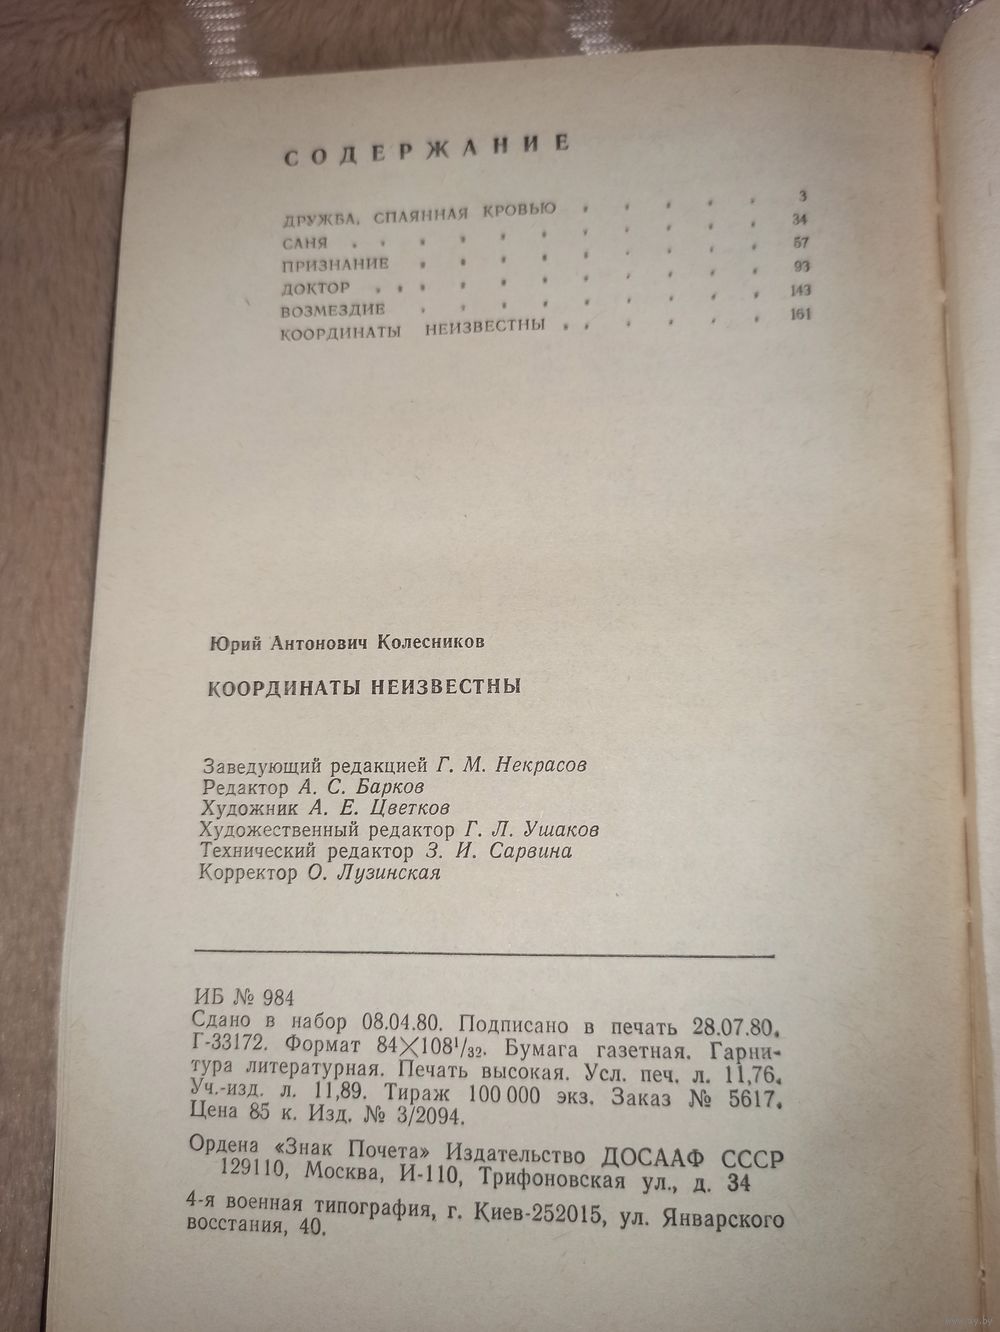 СОДЕРЖАНИЕ
ДРУЖБА, СПАЯННАЯ КРОВЬЮ . . . . . 3
САНЯ . . . . . . . . . . . 34
ПРИЗНАНИЕ . . . . . . . . . 57
ДОКТОР . . . . . . . . . . . 93
ВОЗМЕЗДИЕ . . . . . . . . . 143
КООРДИНАТЫ НЕИЗВЕСТНЫ . . . . . . 161
Юрий Антонович Колесников
КООРДИНАТЫ НЕИЗВЕСТНЫ
Заведующий редакцией Г. М. Некрасов
Редактор А. С. Барков
Художник А. Е. Цветков
Художественный редактор Г. Л. Ушаков
Технический редактор З. И. Сарвина
Корректор О. Лузинская
ИБ № 984
Сдано в набор 08.04.80. Подписано в печать 28.07.80.
Г-33172. Формат 84×108¹/₃₂. Бумага газетная. Гарни-
тура литературная. Печать высокая. Усл. печ. л. 11,76.
Уч.-изд. л. 11,89. Тираж 100 000 экз. Заказ № 5617.
Цена 85 к. Изд. № 3/2094.
Ордена «Знак Почета» Издательство ДОСААФ СССР
129110, Москва, И-110, Трифоновская ул., д. 34
4-я военная типография, г. Киев-252015, ул. Январского
восстания, 40.